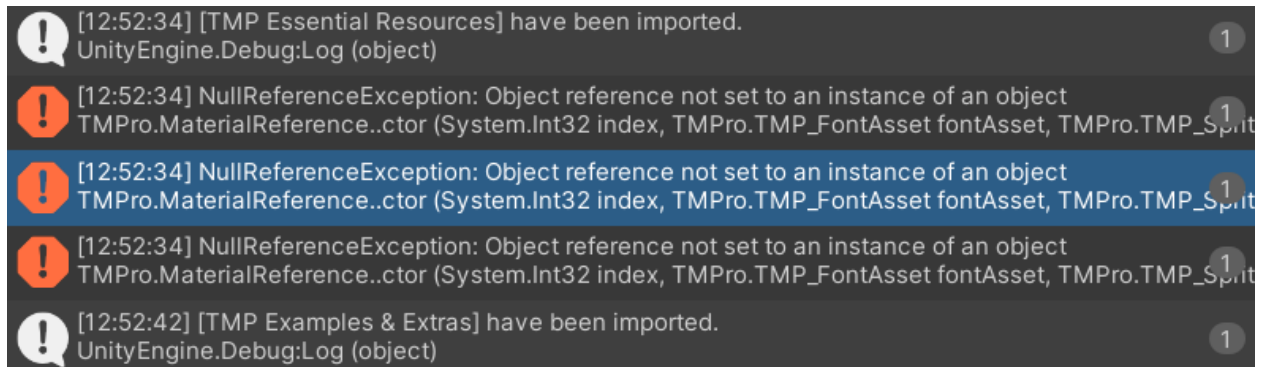 [12:52:34] [TMP Essential Resources] have been imported.
UnityEngine.Debug:Log (object)
1
[12:52:34] NullReferenceException: Object reference not set to an instance of an object
TMPro.MaterialReference..ctor (System.Int32 index, TMPro.TMP_FontAsset fontAsset, TMPro.TMP_Sprit
1
[12:52:34] NullReferenceException: Object reference not set to an instance of an object
TMPro.MaterialReference..ctor (System.Int32 index, TMPro.TMP_FontAsset fontAsset, TMPro.TMP_Sprit
1
[12:52:34] NullReferenceException: Object reference not set to an instance of an object
TMPro.MaterialReference..ctor (System.Int32 index, TMPro.TMP_FontAsset fontAsset, TMPro.TMP_Sprit
1
[12:52:42] [TMP Examples & Extras] have been imported.
UnityEngine.Debug:Log (object)
1